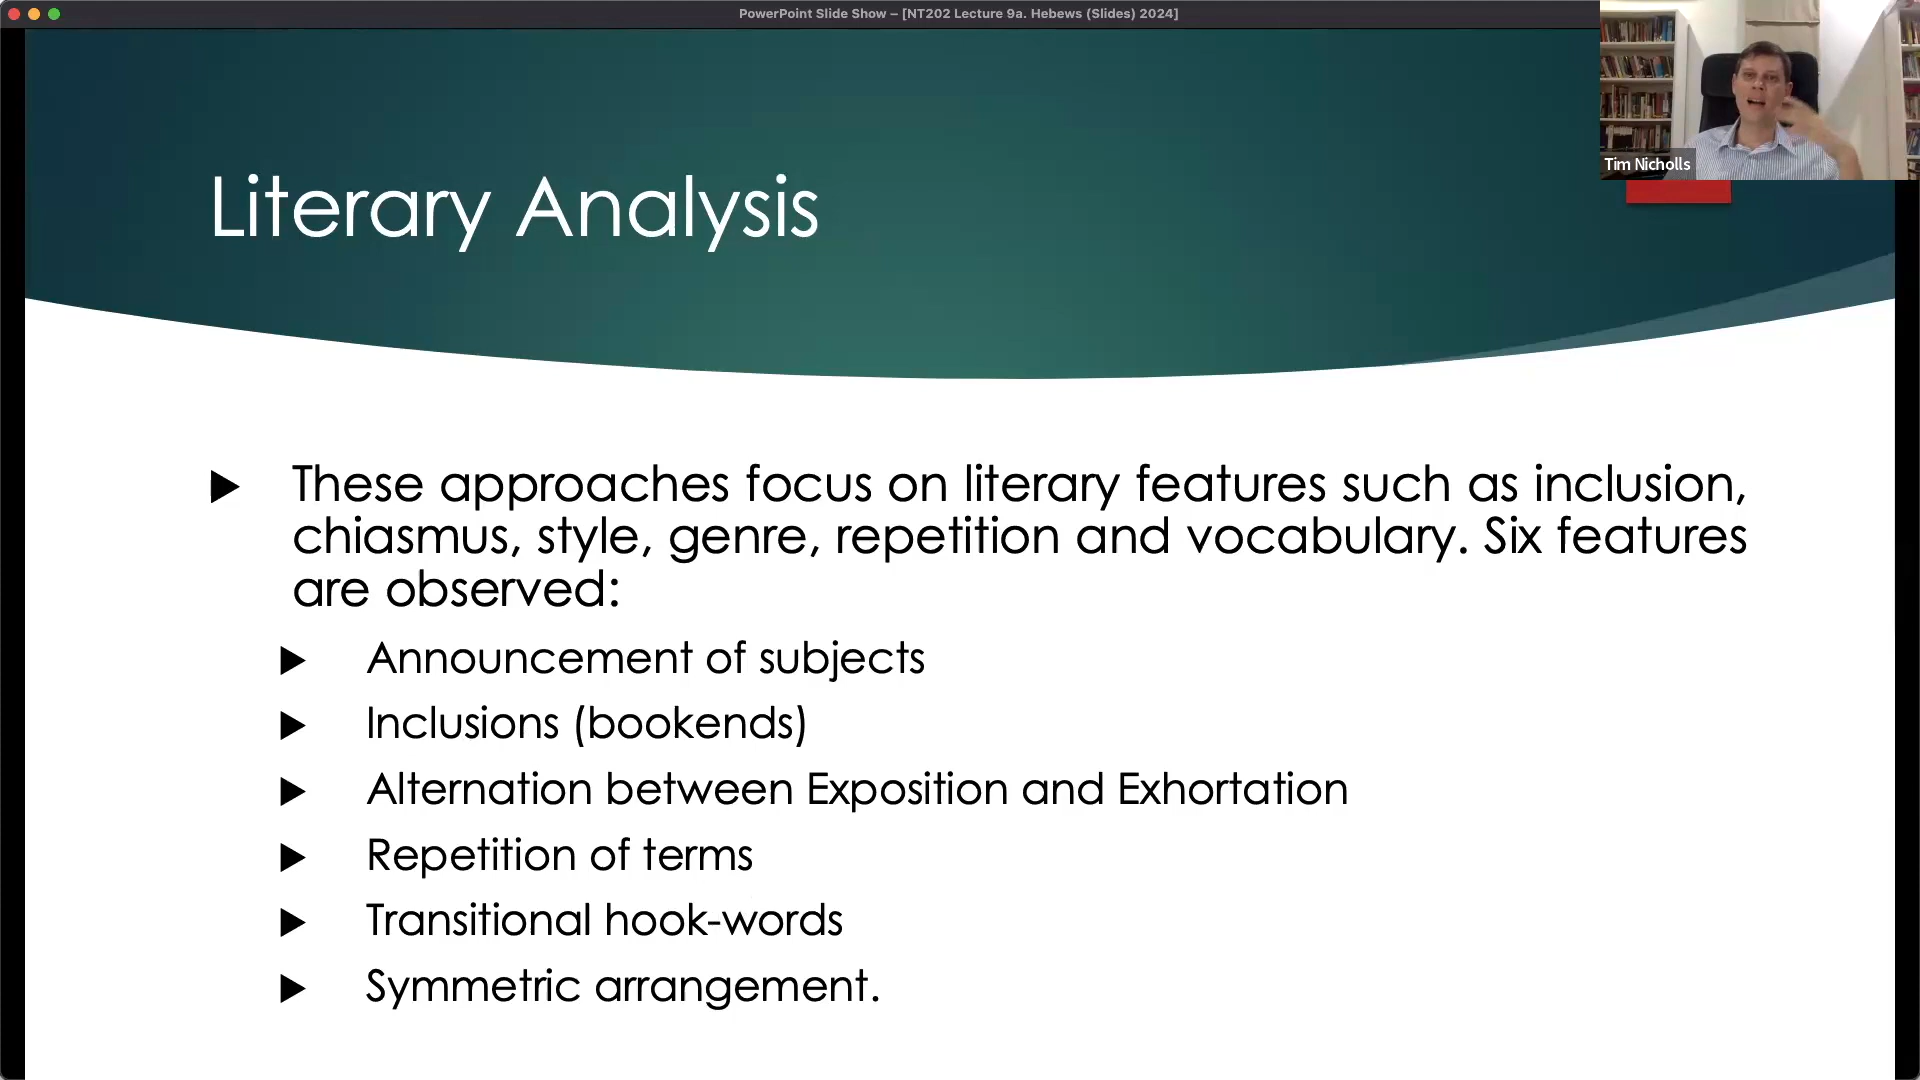 PowerPoint Slide Show – [NT202 Lecture 9a. Hebews (Slides) 2024]
Tim Nicholls
Literary Analysis
These approaches focus on literary features such as inclusion,
chiasmus, style, genre, repetition and vocabulary. Six features
are observed:
Announcement of subjects
Inclusions (bookends)
Alternation between Exposition and Exhortation
Repetition of terms
Transitional hook-words
Symmetric arrangement.